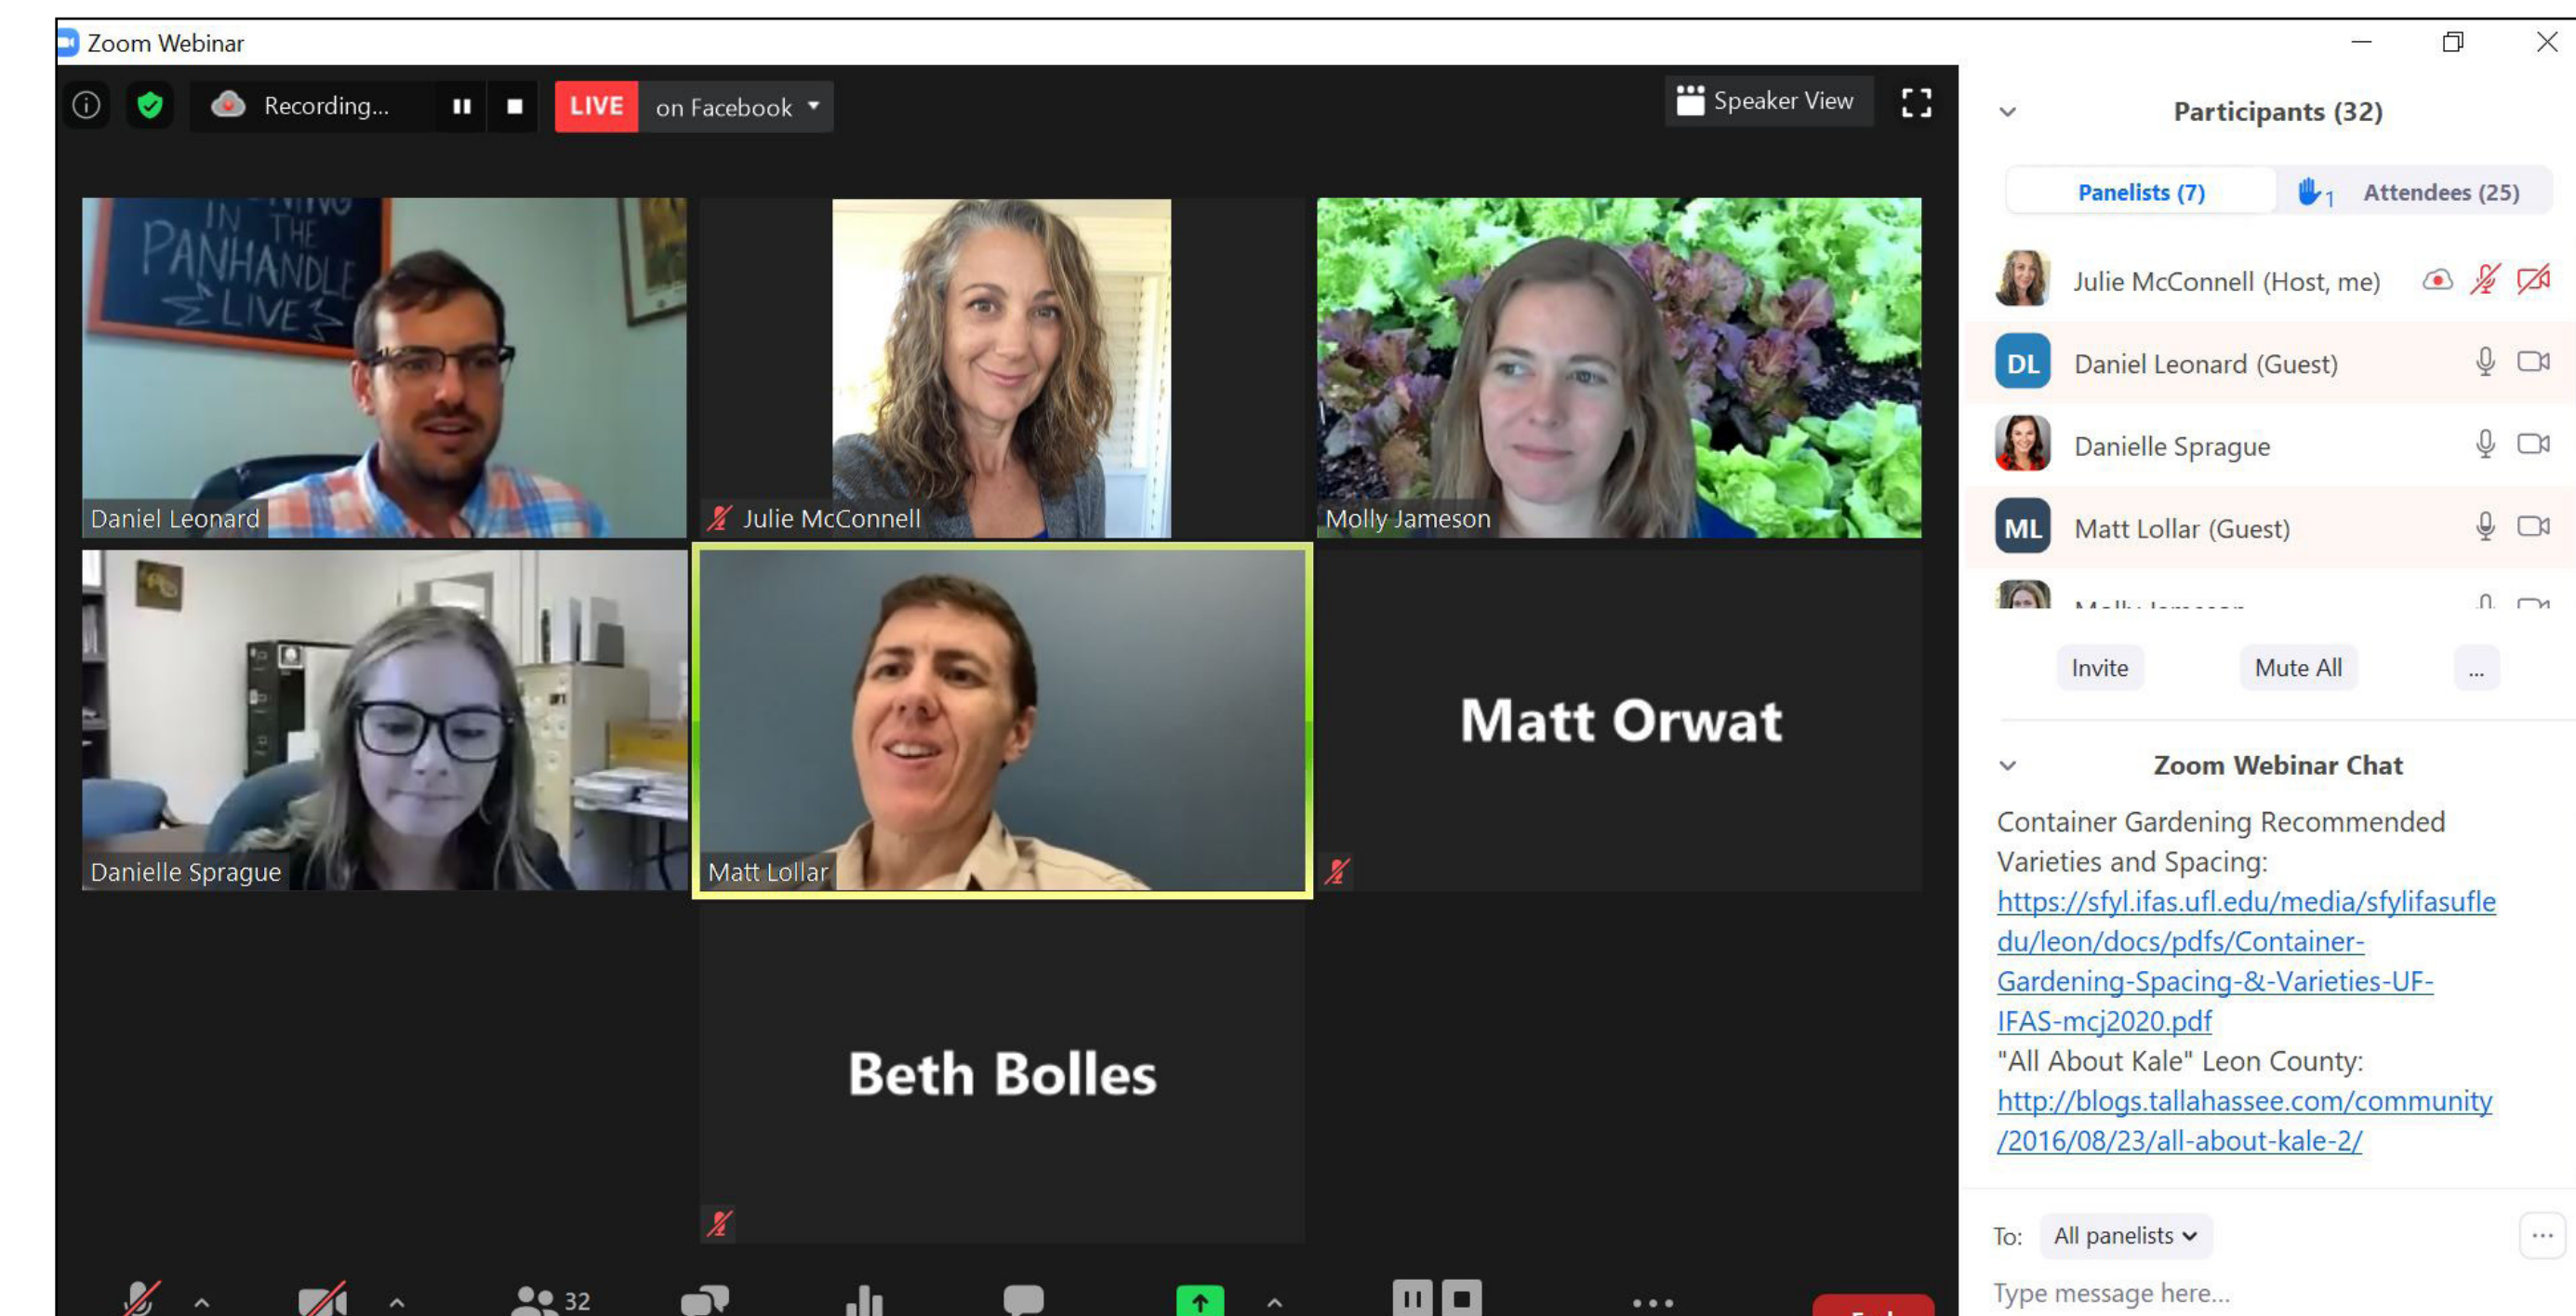 Zoom Webinar
Recording...
LIVE on Facebook
Speaker View
IN THE
PANHANDLE
LIVE
Daniel Leonard
Julie McConnell
Molly Jameson
Danielle Sprague
Matt Lollar
Matt Orwat
Beth Bolles
32
Participants (32)
Panelists (7)
1 Attendees (25)
Julie McConnell (Host, me)
DL Daniel Leonard (Guest)
Danielle Sprague
ML Matt Lollar (Guest)
Invite
Mute All
...
Zoom Webinar Chat
Container Gardening Recommended
Varieties and Spacing:
https://sfyl.ifas.ufl.edu/media/sfylifasufle
du/leon/docs/pdfs/Container-
Gardening-Spacing-&-Varieties-UF-
IFAS-mcj2020.pdf
"All About Kale" Leon County:
http://blogs.tallahassee.com/community
/2016/08/23/all-about-kale-2/
To: All panelists
Type message here...